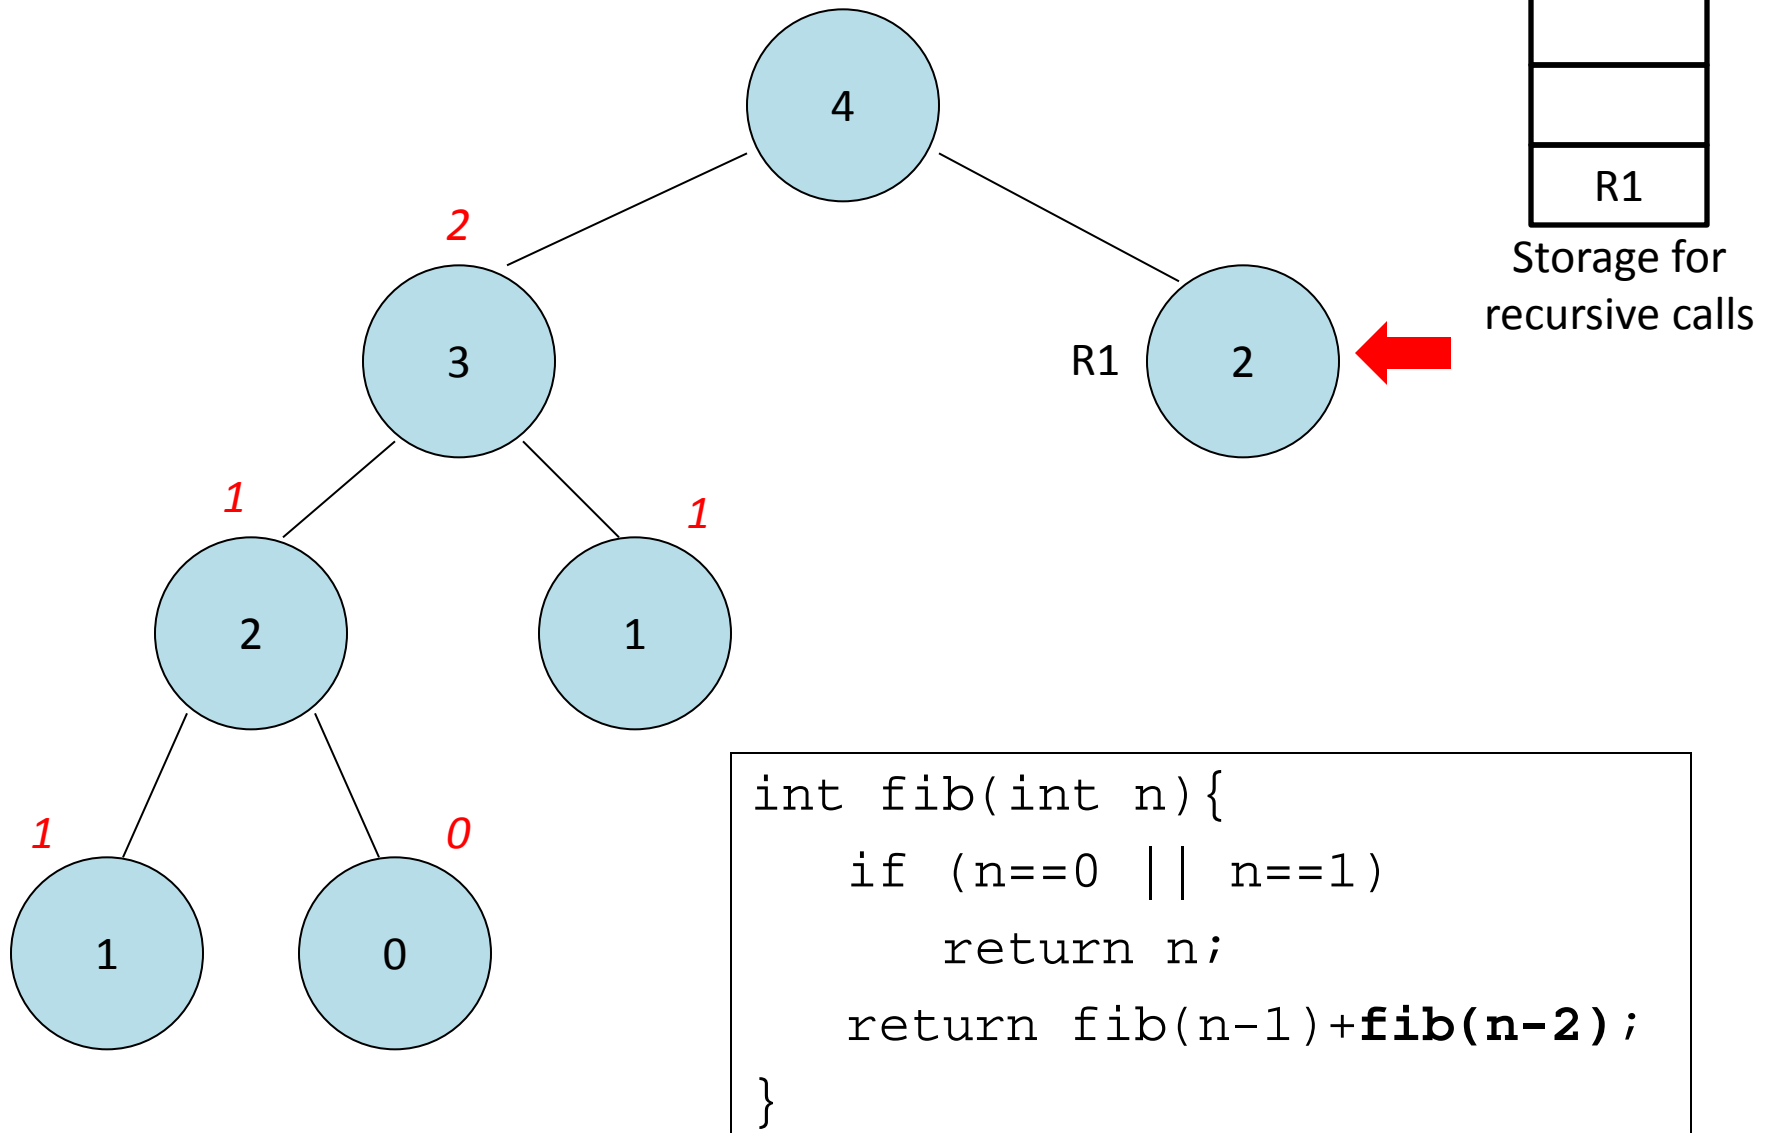 4
R1
Storage for
recursive calls
2
3
R1
2
1
1
2
1
1
0
1
0
int fib(int n){
if (n==0 || n==1)
return n;
return fib(n-1)+fib(n-2);
}